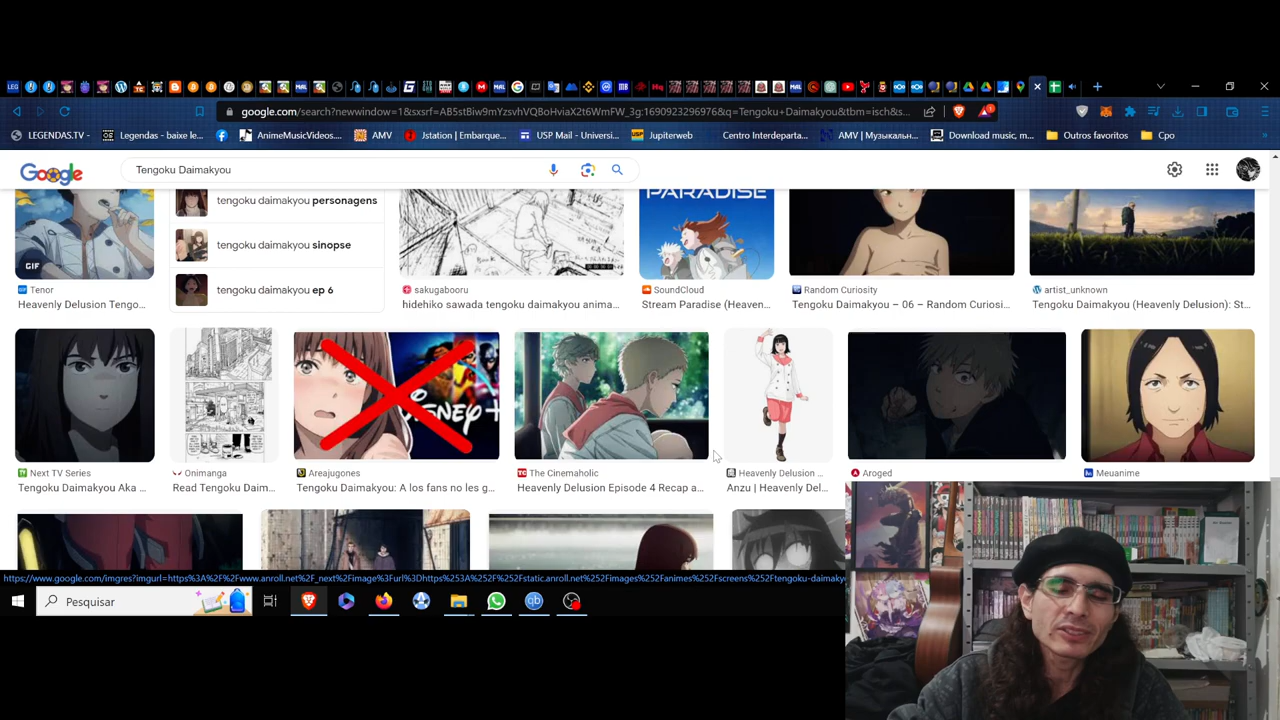 google.com/search?newwindow=1&sxsrf=AB5stBiw9mYzsvhVQBoHviaX2t6WmFW_3g:1690923296976&q=Tengoku+Daimakyou&tbm=isch&s...
LEGENDAS.TV -
Legendas - baixe le...
AnimeMusicVideos....
AMV
Jstation | Embarque...
USP Mail - Universi...
Jupiterweb
Centro Interdeparta...
AMV | Музыкальн...
Download music, m...
Outros favoritos
Cpo
Google
Tengoku Daimakyou
tengoku daimakyou personagens
tengoku daimakyou sinopse
tengoku daimakyou ep 6
PARADISE
GIF
Tenor
Heavenly Delusion Tengo...
sakugabooru
hidehiko sawada tengoku daimakyou anima...
SoundCloud
Stream Paradise (Heaven...
Random Curiosity
Tengoku Daimakyou – 06 – Random Curiosi...
artist_unknown
Tengoku Daimakyou (Heavenly Delusion): St...
Next TV Series
Tengoku Daimakyou Aka ...
Onimanga
Read Tengoku Daim...
Areajugones
Tengoku Daimakyou: A los fans no les g...
The Cinemaholic
Heavenly Delusion Episode 4 Recap a...
Heavenly Delusion ...
Anzu | Heavenly Del...
Aroged
Meuanime
Pesquisar